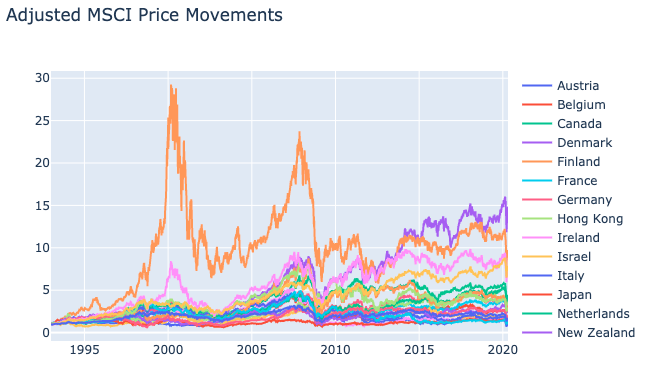 Adjusted MSCI Price Movements
30
25
20
15
10
5
0
1995
2000
2005
2010
2015
2020
Austria
Belgium
Canada
Denmark
Finland
France
Germany
Hong Kong
Ireland
Israel
Italy
Japan
Netherlands
New Zealand